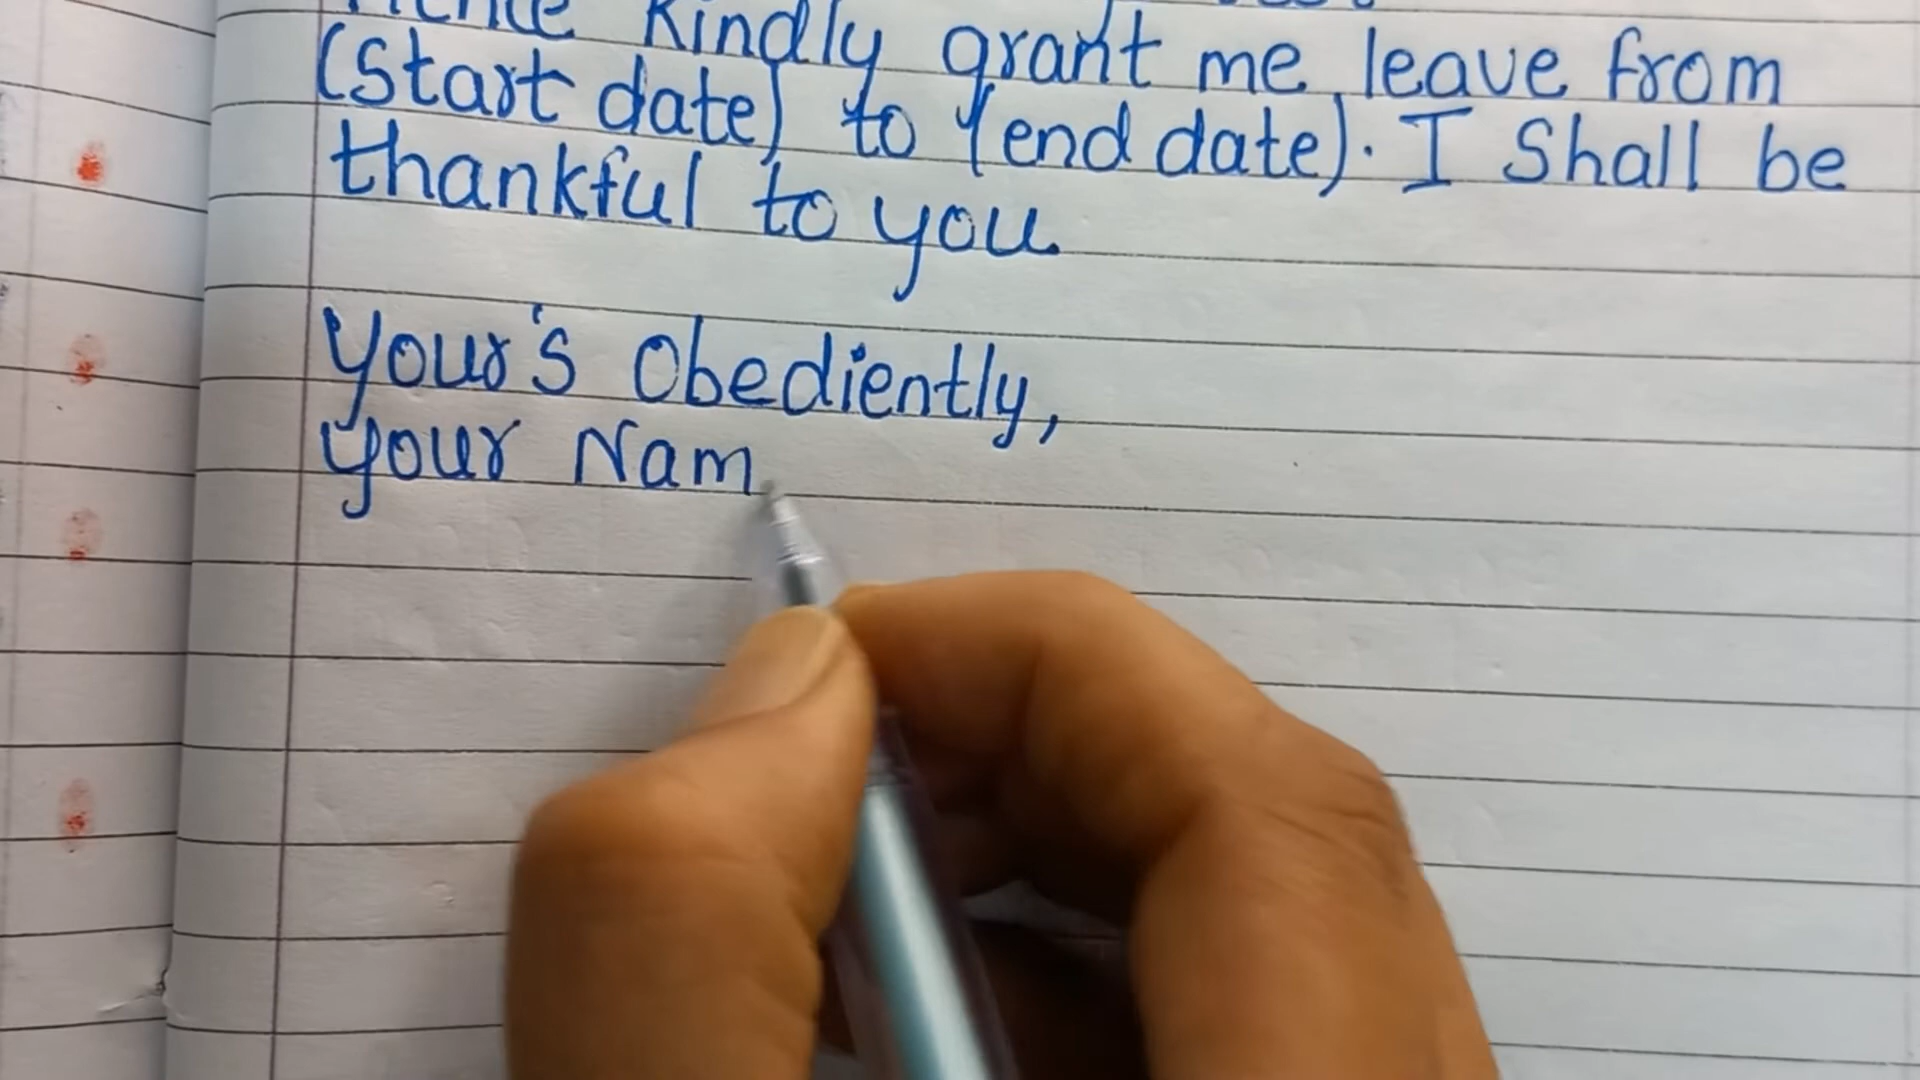 Hence Kindly grant me leave from
(Start date) to (end date). I Shall be
thankful to you.
Your's Obediently,
your Nam